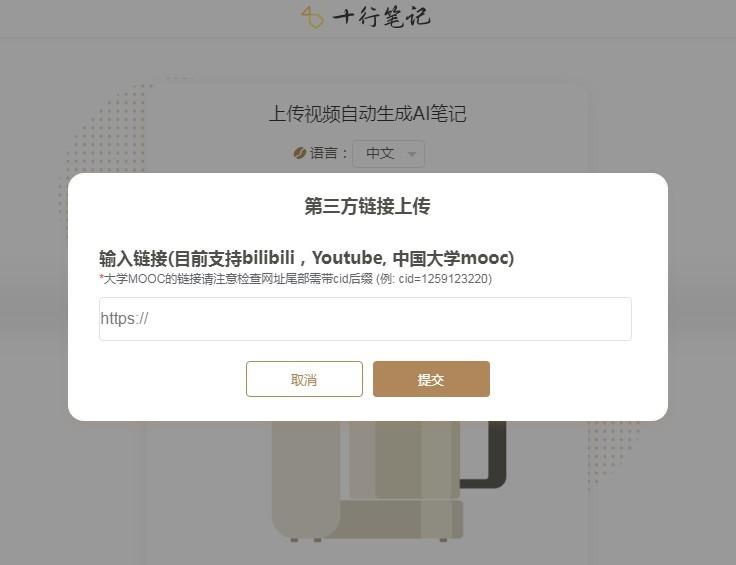 十行笔记
上传视频自动生成AI笔记
语言：中文
第三方链接上传
输入链接(目前支持bilibili，Youtube, 中国大学mooc)
*大学MOOC的链接请注意检查网址尾部需带cid后缀 (例: cid=1259123220)
https://
取消 提交